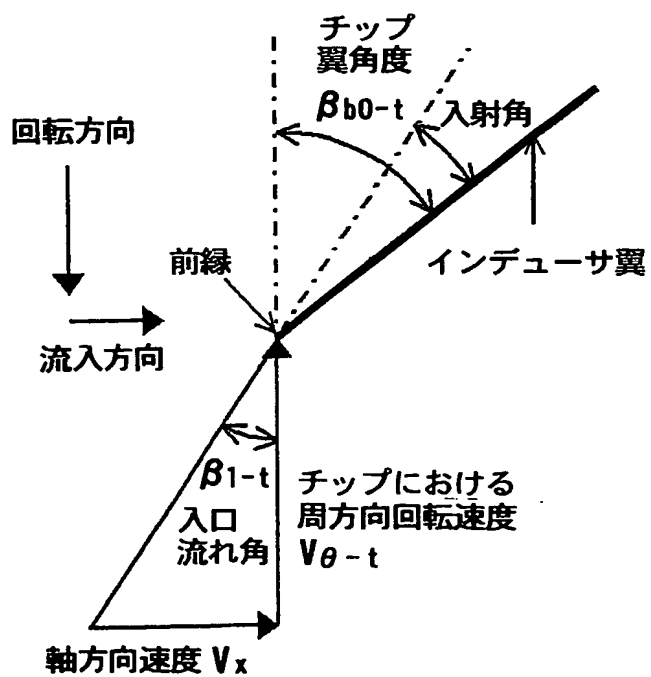 チップ
翼角度
βb0-t
入射角
回転方向
前縁
インデューサ翼
流入方向
β1-t
入口
流れ角
チップにおける
周方向回転速度
Vθ-t
軸方向速度 Vx